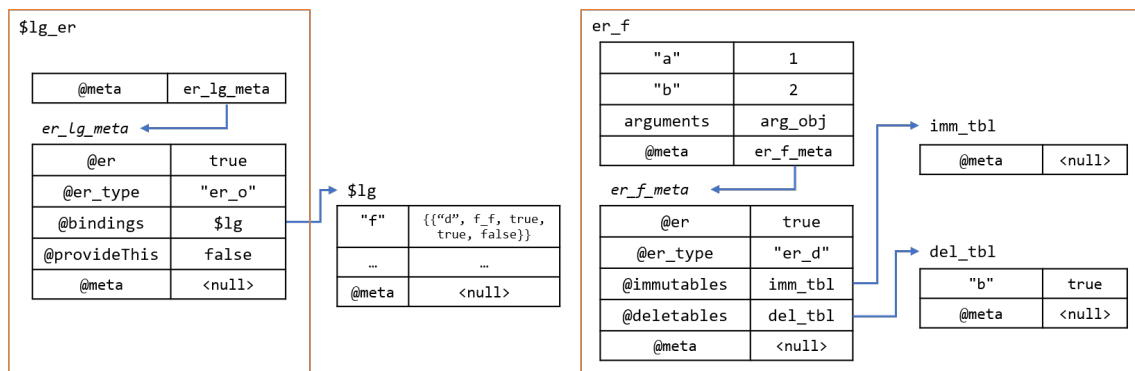 $lg_er
@meta er_lg_meta
er_lg_meta
@er true
@er_type "er_o"
@bindings $lg
@provideThis false
@meta <null>
$lg
"f" {{“d”, f_f, true,
true, false}}
… …
@meta <null>
er_f
"a" 1
"b" 2
arguments arg_obj
@meta er_f_meta
er_f_meta
@er true
@er_type "er_d"
@immutables imm_tbl
@deletables del_tbl
@meta <null>
imm_tbl
@meta <null>
del_tbl
"b" true
@meta <null>